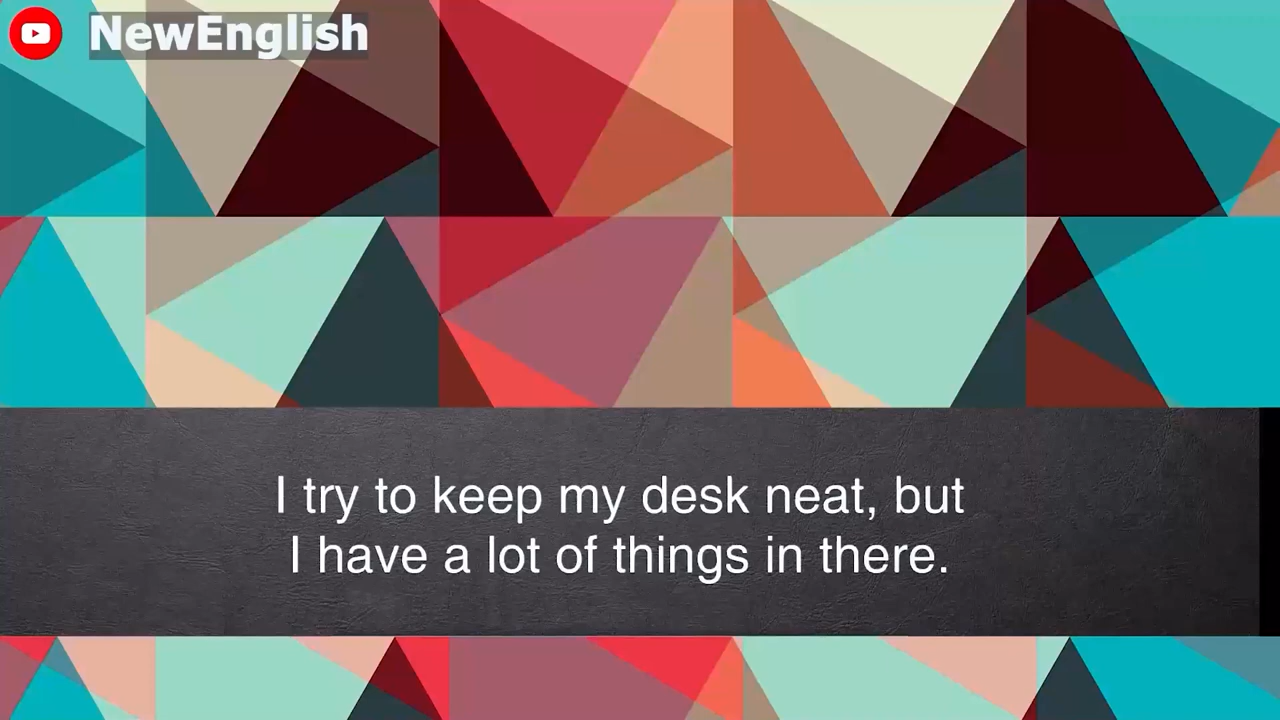 NewEnglish
I try to keep my desk neat, but
I have a lot of things in there.